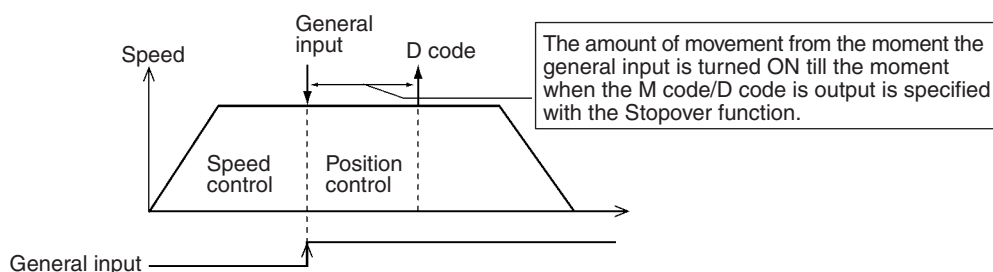 General
input
D code
Speed
The amount of movement from the moment the
general input is turned ON till the moment
when the M code/D code is output is specified
with the Stopover function.
Speed
control
Position
control
General input